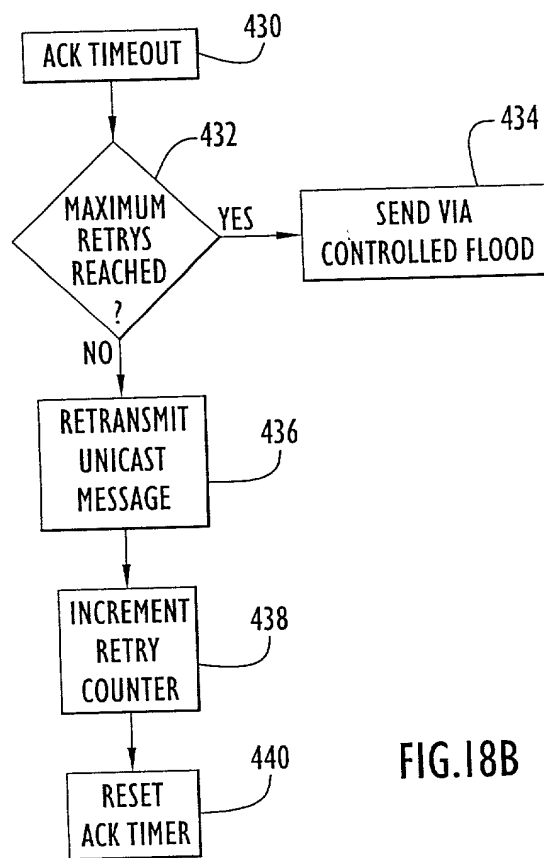 ACK TIMEOUT
430
432
MAXIMUM
RETRYS
REACHED
?
YES
434
SEND VIA
CONTROLLED FLOOD
NO
RETRANSMIT
UNICAST
MESSAGE
436
INCREMENT
RETRY
COUNTER
438
RESET
ACK TIMER
440
FIG.18B